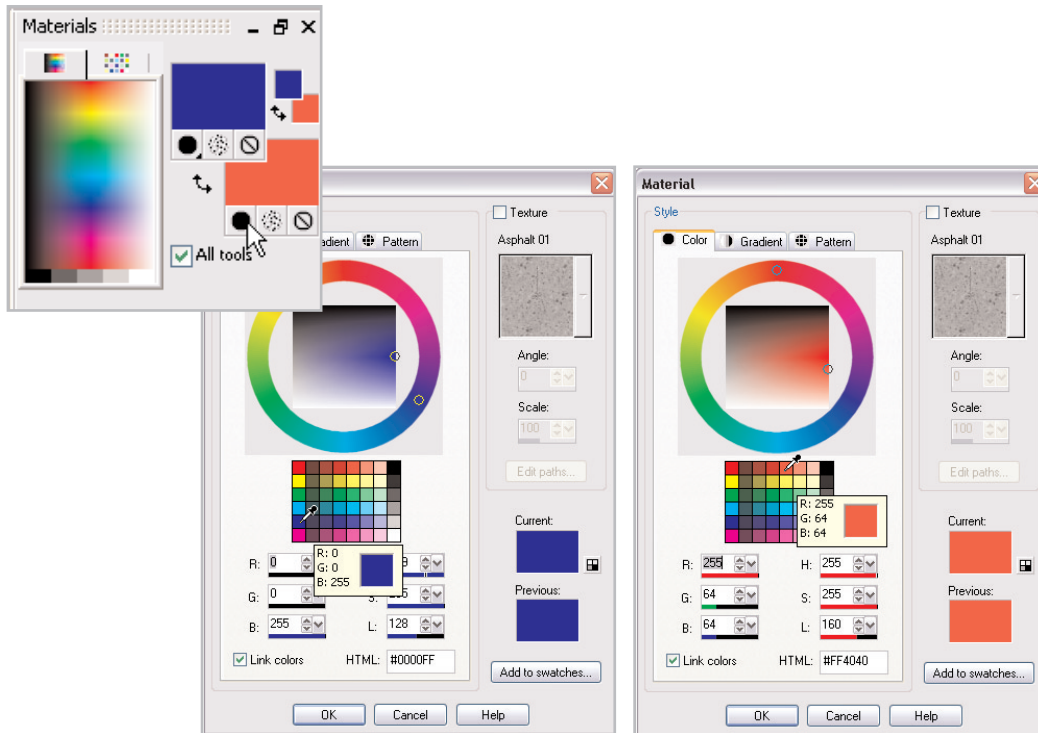 Materials
All tools
Gradient
Pattern
Texture
Asphalt 01
Angle:
0
Scale:
100
Edit paths...
R: 0
G: 0
B: 255
Current:
Previous:
R: 0
G: 0
S:
B: 255
L: 128
Link colors
HTML: #0000FF
Add to swatches...
OK
Cancel
Help
Material
Style
Color
Gradient
Pattern
Texture
Asphalt 01
Angle:
0
Scale:
100
Edit paths...
R: 255
G: 64
B: 64
Current:
Previous:
R: 255
H: 255
G: 64
S: 255
B: 64
L: 160
Link colors
HTML: #FF4040
Add to swatches...
OK
Cancel
Help